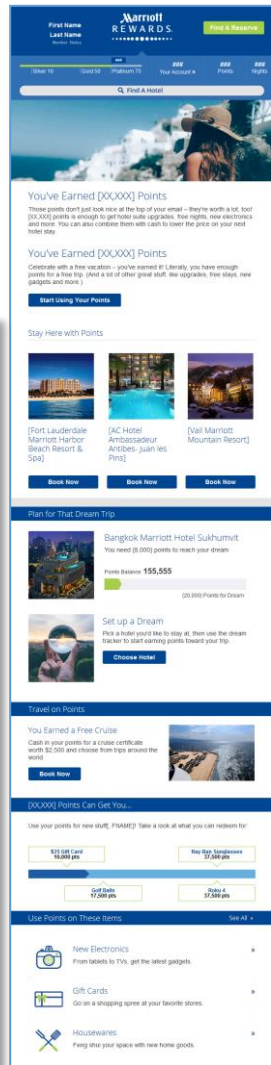 First Name
Last Name
Member Status
Marriott
REWARDS.
Find & Reserve
###
Silver 10
Gold 50
Platinum 75
###
Your Account
###
Points
###
Nights
Find A Hotel
You've Earned [XX,XXX] Points
Those points don't just look nice at the top of your email – they're worth a lot, too!
[XX,XXX] points is enough to get hotel suite upgrades, free nights, new electronics
and more. You can also combine them with cash to lower the price on your next
hotel stay.
You've Earned [XX,XXX] Points
Celebrate with a free vacation – you've earned it! Literally, you have enough
points for a free trip. (And a lot of other great stuff, like upgrades, free stays, new
gadgets and more.)
Start Using Your Points
Stay Here with Points
[Fort Lauderdale
Marriott Harbor
Beach Resort &
Spa]
[AC Hotel
Ambassadeur
Antibes- Juan les
Pins]
[Vail Marriott
Mountain Resort]
Book Now
Book Now
Book Now
Plan for That Dream Trip
Bangkok Marriott Hotel Sukhumvit
You need (8,000) points to reach your dream
Points Balance 155,555
(20,000) Points for Dream
Set up a Dream
Pick a hotel you'd like to stay at, then use the dream
tracker to start earning points toward your trip.
Choose Hotel
Travel on Points
You Earned a Free Cruise
Cash in your points for a cruise certificate
worth $2,500 and choose from trips around the
world.
Book Now
[XX,XXX] Points Can Get You...
Use your points for new stuff[, FNAME]! Take a look at what you can redeem for:
$25 Gift Card
10,000 pts
Ray Ban Sunglasses
37,500 pts
Golf Balls
17,500 pts
Roku 4
37,500 pts
Use Points on These Items
See All »
New Electronics
From tablets to TVs, get the latest gadgets.
»
Gift Cards
Go on a shopping spree at your favorite stores.
»
Housewares
Feng shui your space with new home goods.
»